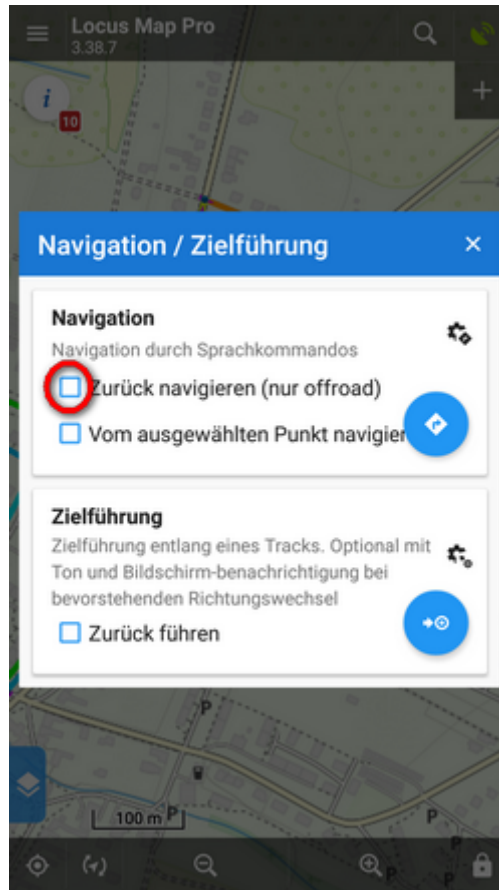 Locus Map Pro
3.38.7
i
10
Navigation / Zielführung
Navigation
Navigation durch Sprachkommandos
Zurück navigieren (nur offroad)
Vom ausgewählten Punkt navigier
Zielführung
Zielführung entlang eines Tracks. Optional mit
Ton und Bildschirm-benachrichtigung bei
bevorstehenden Richtungswechsel
Zurück führen
P
100 m
P
P
P